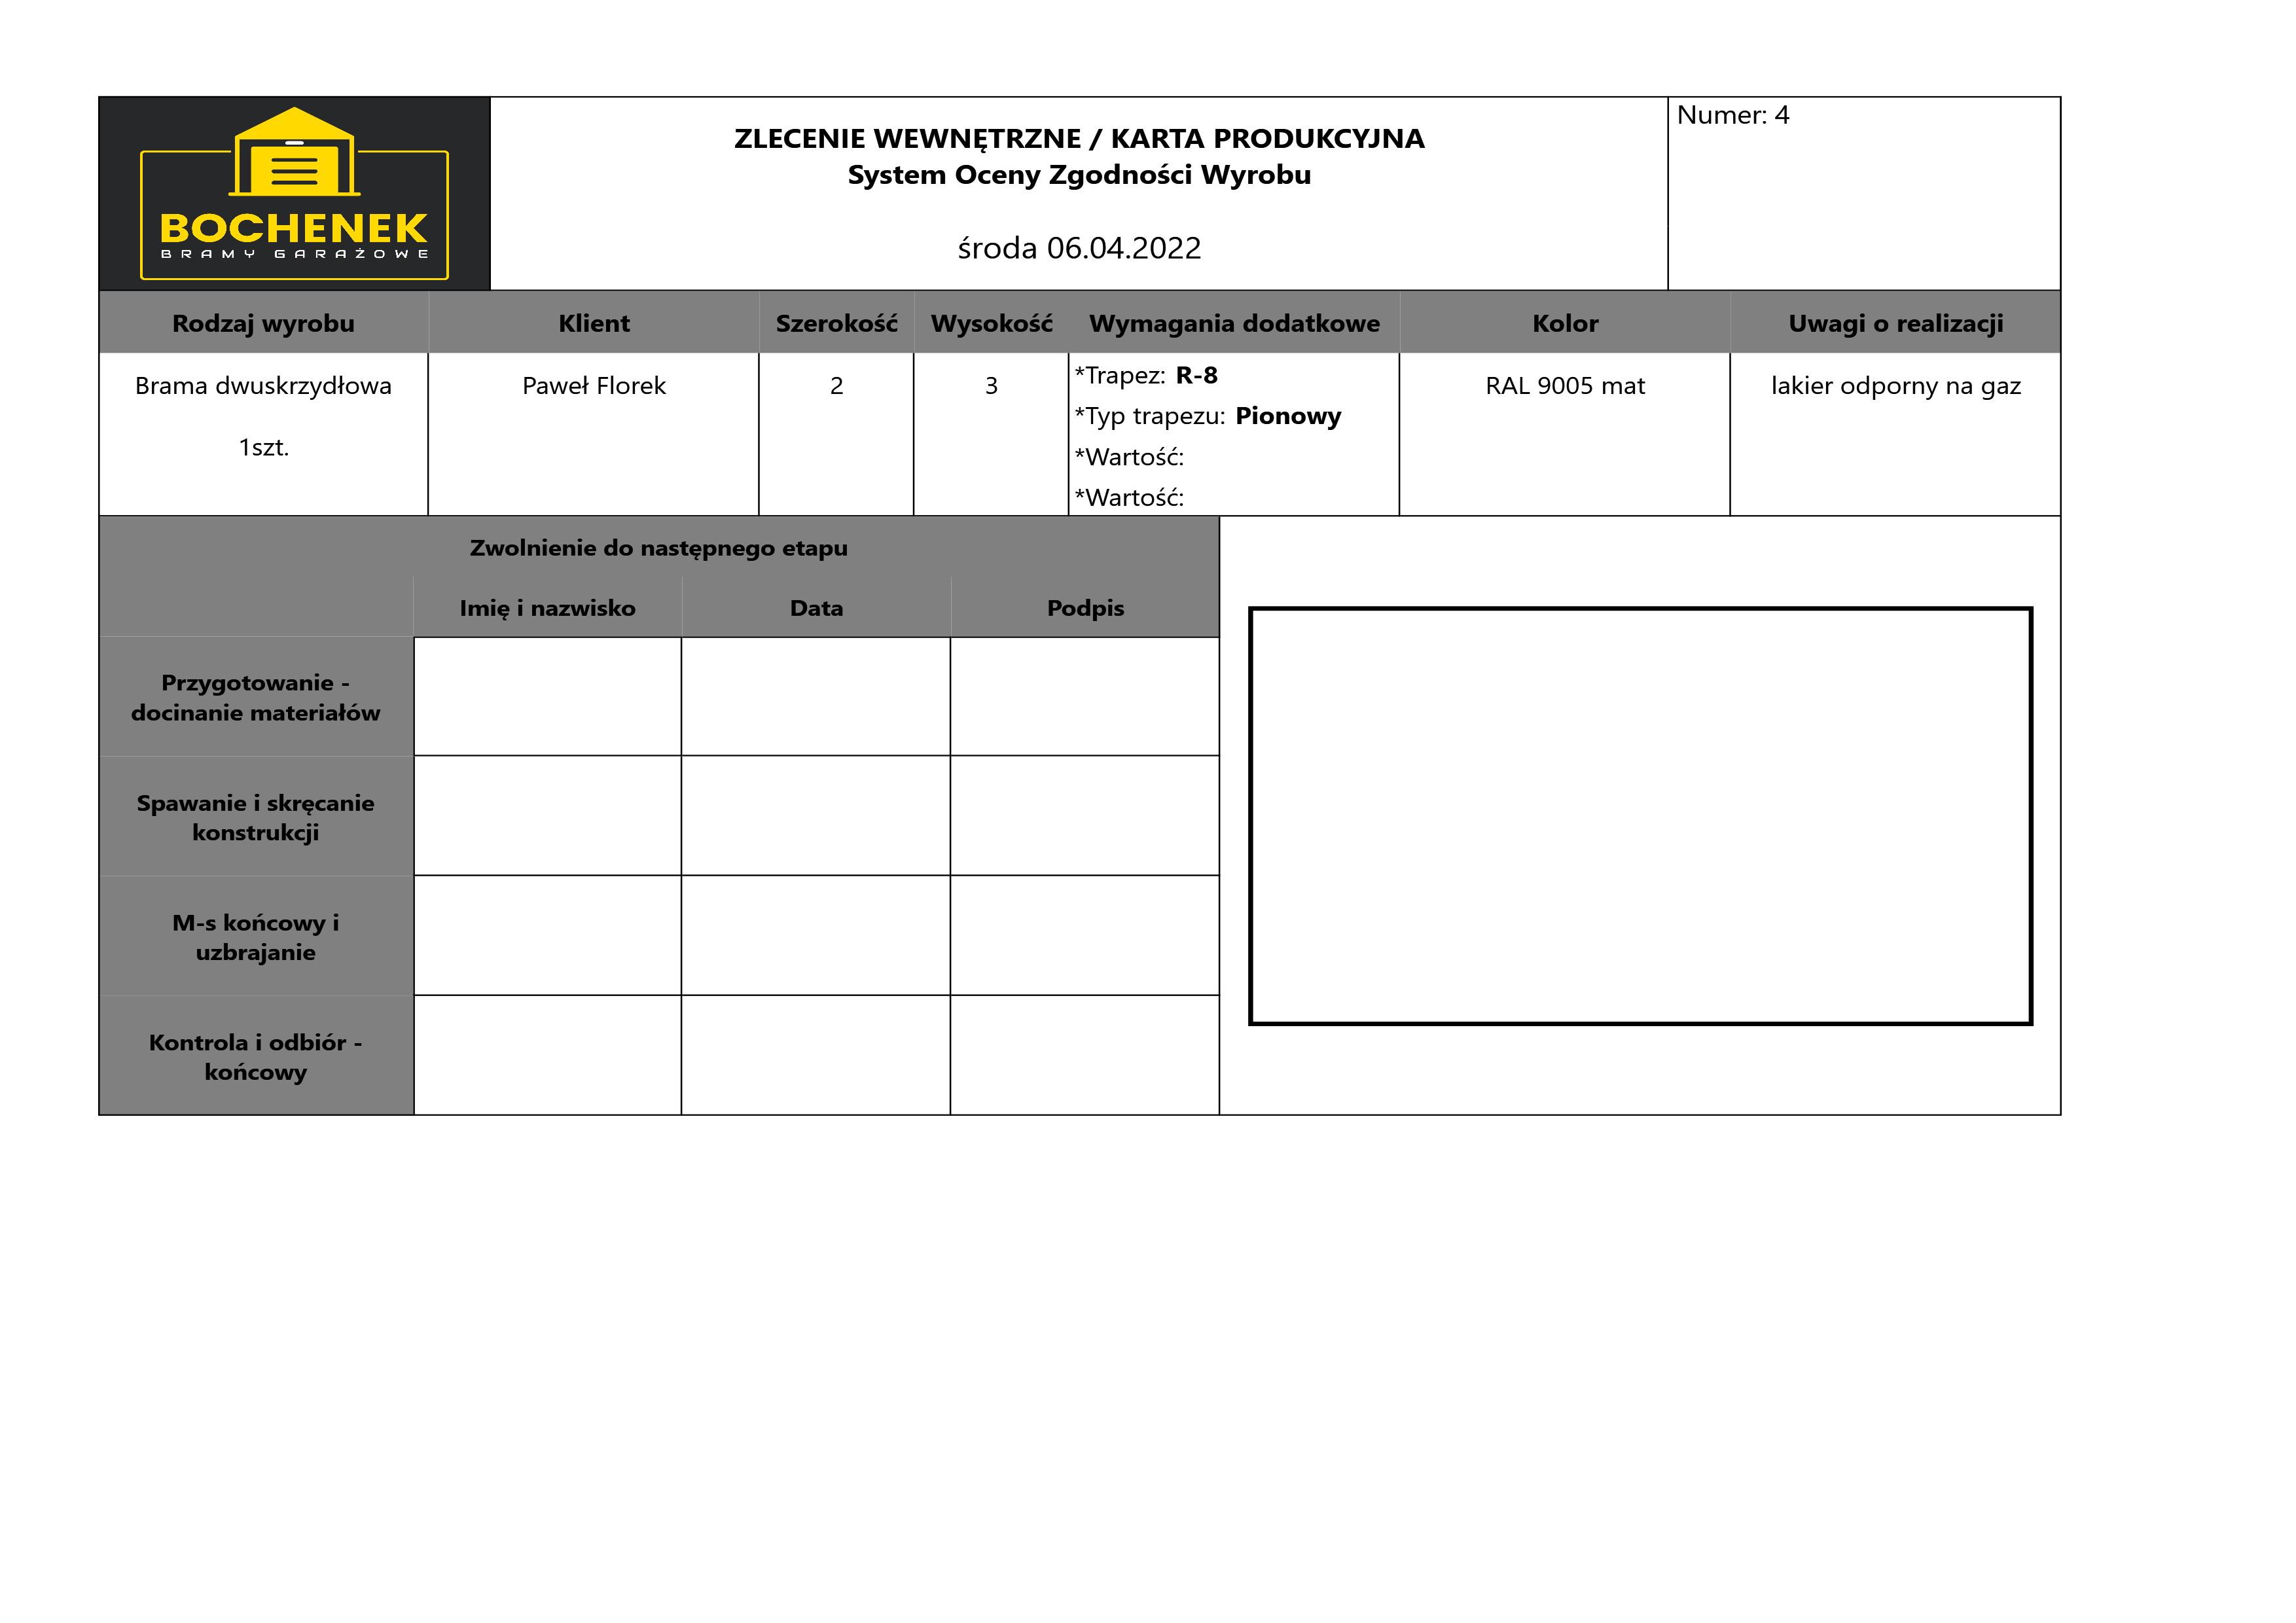 BOCHENEK
BRAMY GARAŻOWE
ZLECENIE WEWNĘTRZNE / KARTA PRODUKCYJNA
System Oceny Zgodności Wyrobu
środa 06.04.2022
Numer: 4
Rodzaj wyrobu Klient Szerokość Wysokość Wymagania dodatkowe Kolor Uwagi o realizacji
Brama dwuskrzydłowa Paweł Florek 2 3 *Trapez: R-8 RAL 9005 mat lakier odporny na gaz
*Typ trapezu: Pionowy
1szt.
*Wartość:
*Wartość:
Zwolnienie do następnego etapu
Imię i nazwisko Data Podpis
Przygotowanie -
docinanie materiałów
Spawanie i skręcanie
konstrukcji
M-s końcowy i
uzbrajanie
Kontrola i odbiór -
końcowy